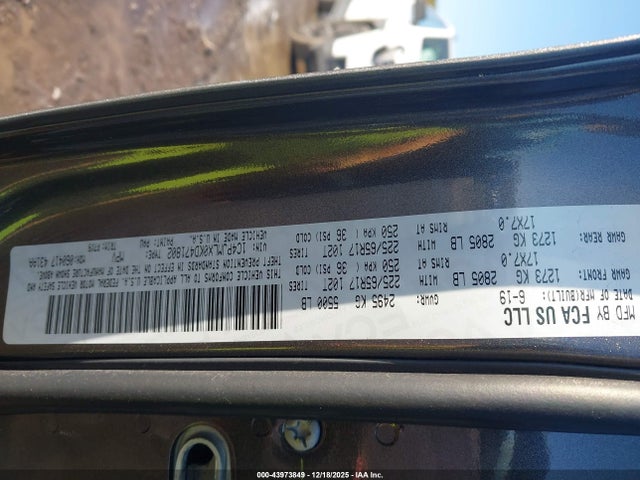 MFD BY FCA US LLC
DATE OF MFR(BUILT): 6-19
GVWR: 2495 KG 5500 LB
GAWR FRONT: 1273 KG 2805 LB WITH 225/65R17 102T
17X7.0 RIMS AT 250 KPA( 36 PSI) COLD
GAWR REAR: 1273 KG 2805 LB WITH 225/65R17 102T
17X7.0 RIMS AT 250 KPA( 36 PSI) COLD
THIS VEHICLE CONFORMS TO ALL APPLICABLE U.S.A. FEDERAL MOTOR VEHICLE SAFETY AND
THEFT PREVENTION STANDARDS IN EFFECT ON THE DATE OF MANUFACTURE SHOWN ABOVE.
VEHICLE MADE IN U.S.A.
TYPE: MPV
PAINT: PAU
000-43973849 - 12/18/2025 - IAA Inc.